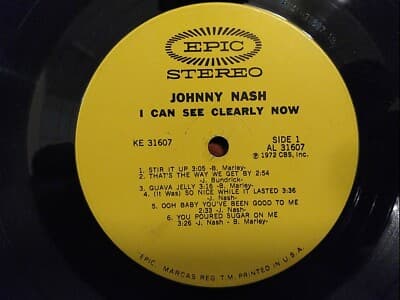 EPIC
STEREO
JOHNNY NASH
I CAN SEE CLEARLY NOW
KE 31607
SIDE 1
AL 31607
℗ 1972 CBS, Inc.
1. STIR IT UP 3:05 -B. Marley-
2. THAT'S THE WAY WE GET BY 2:54
-J. Bundrick-
3. GUAVA JELLY 3:16 -B. Marley-
4. (It Was) SO NICE WHILE IT LASTED 3:36
-J. Nash-
5. OOH BABY YOU'VE BEEN GOOD TO ME
2:33 -J. Nash-
6. YOU POURED SUGAR ON ME
3:26 -J. Nash - B. Marley-
EPIC, MARCAS REG. T.M. PRINTED IN U.S.A.